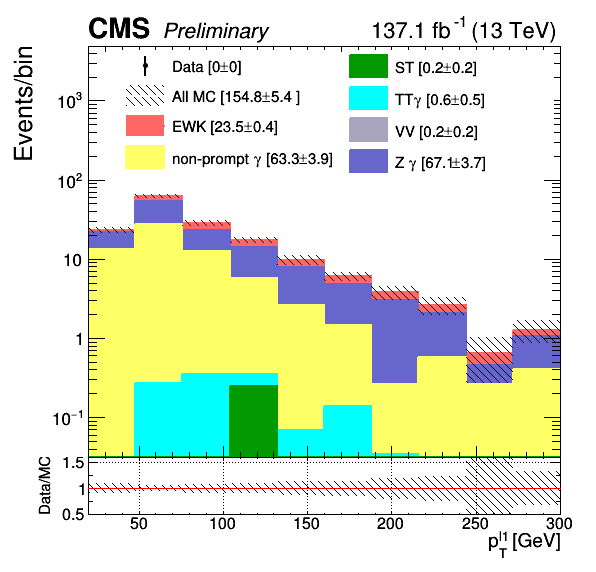 CMS Preliminary 137.1 fb⁻¹ (13 TeV)
Events/bin
Data [0±0]
All MC [154.8±5.4 ]
EWK [23.5±0.4]
non-prompt γ [63.3±3.9]
ST [0.2±0.2]
TTγ [0.6±0.5]
VV [0.2±0.2]
Z γ [67.1±3.7]
10³
10²
10
1
10⁻¹
Data/MC
1.5
1
0.5
50 100 150 200 250 300
p_T^l1 [GeV]